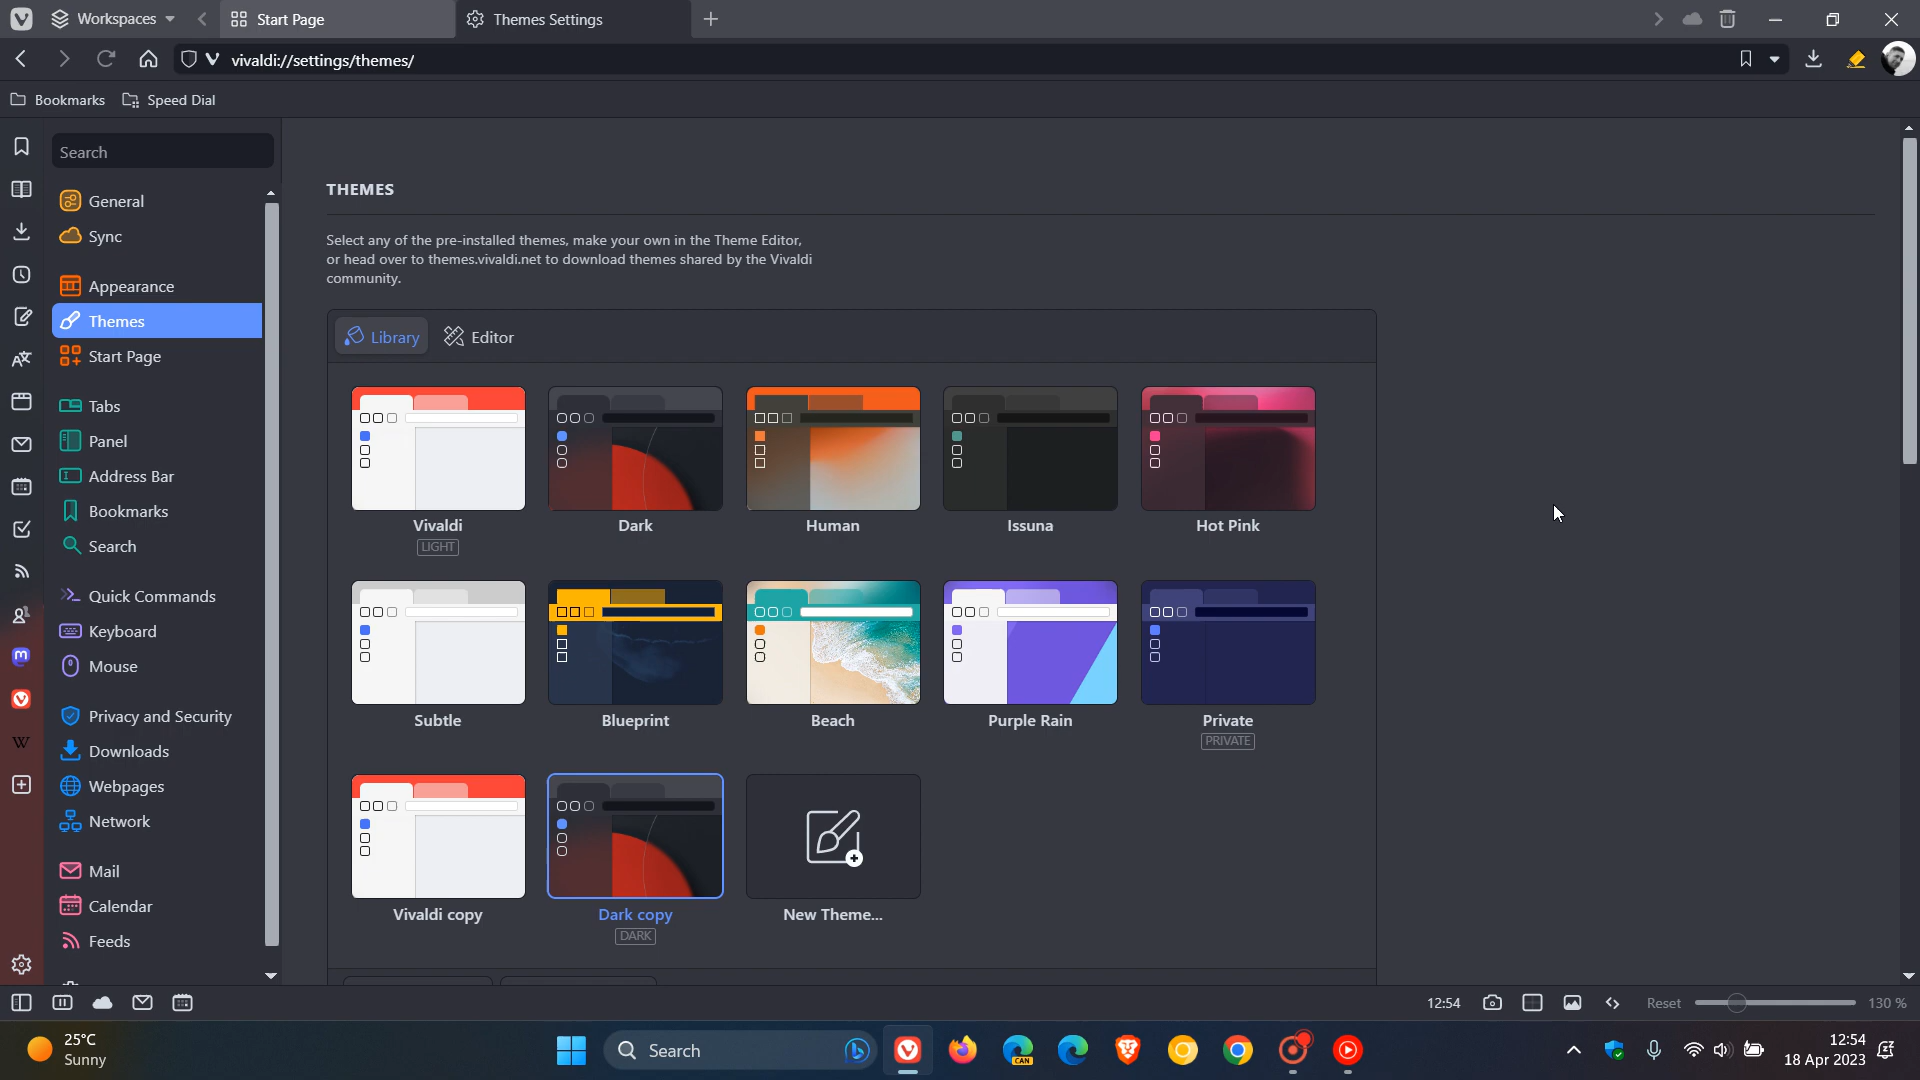 Workspaces
Start Page
Themes Settings
vivaldi://settings/themes/
Bookmarks
Speed Dial
Search
General
Sync
Appearance
Themes
Start Page
Tabs
Panel
Address Bar
Bookmarks
Search
Quick Commands
Keyboard
Mouse
Privacy and Security
Downloads
Webpages
Network
Mail
Calendar
Feeds
THEMES
Select any of the pre-installed themes, make your own in the Theme Editor,
or head over to themes.vivaldi.net to download themes shared by the Vivaldi
community.
Library
Editor
Vivaldi
LIGHT
Dark
Human
Issuna
Hot Pink
Subtle
Blueprint
Beach
Purple Rain
Private
PRIVATE
Vivaldi copy
Dark copy
DARK
New Theme...
W
12:54
Reset
130 %
25°C
Sunny
Search
CAN
12:54
18 Apr 2023